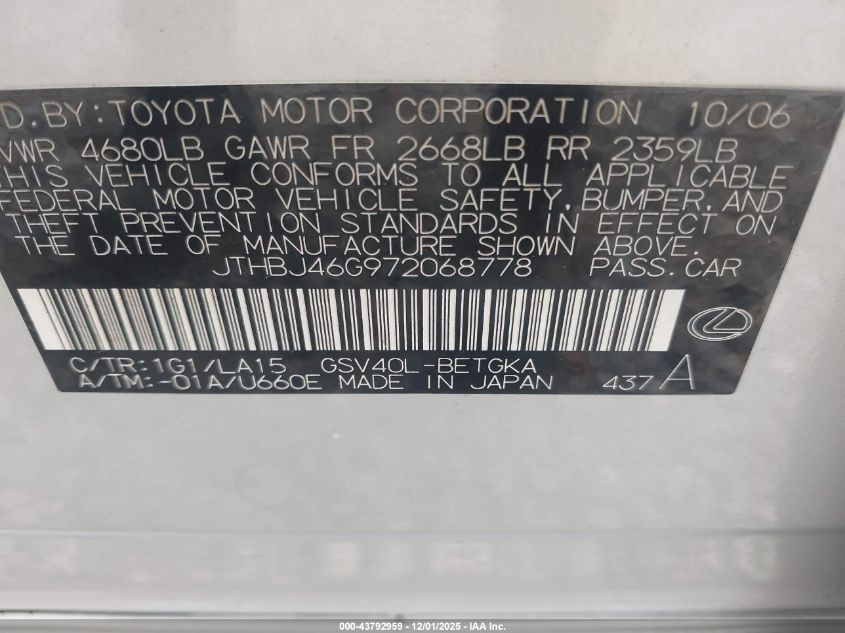 D. BY: TOYOTA MOTOR CORPORATION 10/06
VWR 4680LB GAWR FR 2668LB RR 2359LB
THIS VEHICLE CONFORMS TO ALL APPLICABLE
FEDERAL MOTOR VEHICLE SAFETY, BUMPER, AND
THEFT PREVENTION STANDARDS IN EFFECT ON
THE DATE OF MANUFACTURE SHOWN ABOVE.
JTHBJ46G972068778 PASS. CAR
C/TR: 1G1/LA15 GSV40L-BETGKA
A/TM: -01A/U660E MADE IN JAPAN 437 A
000-43792959 • 12/01/2025 - IAA Inc.